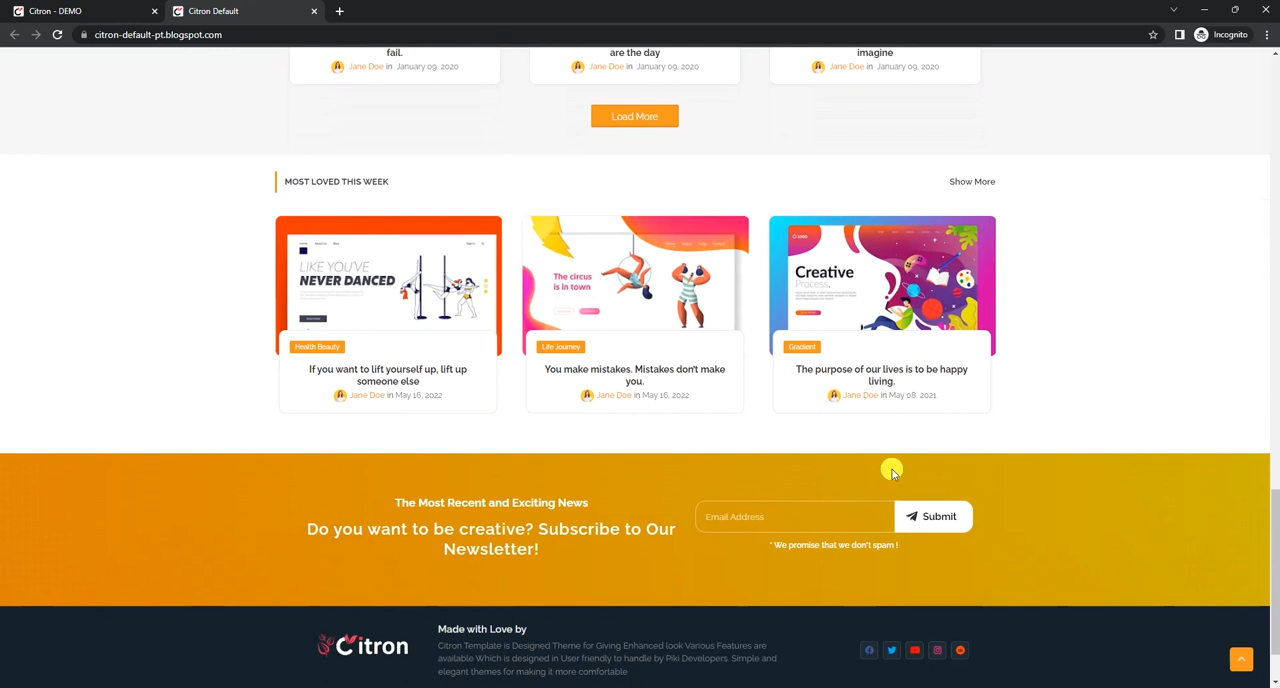 Citron - DEMO
Citron Default
citron-default-pt.blogspot.com
Incognito
fail.
are the day
imagine
Jane Doe in January 09, 2020
Jane Doe in January 09, 2020
Jane Doe in January 09, 2020
Load More
MOST LOVED THIS WEEK
Show More
LIKE YOU'VE
NEVER DANCED
Health Beauty
If you want to lift yourself up, lift up
someone else
Jane Doe in May 16, 2022
The circus
is in town
Life Journey
You make mistakes. Mistakes don't make
you.
Jane Doe in May 16, 2022
Creative
Process.
Gradient
The purpose of our lives is to be happy
living.
Jane Doe in May 08, 2021
The Most Recent and Exciting News
Do you want to be creative? Subscribe to Our
Newsletter!
Email Address
Submit
* We promise that we don't spam !
Citron
Made with Love by
Citron Template is Designed Theme for Giving Enhanced look Various Features are
available Which is designed in User friendly to handle by Piki Developers. Simple and
elegant themes for making it more comfortable